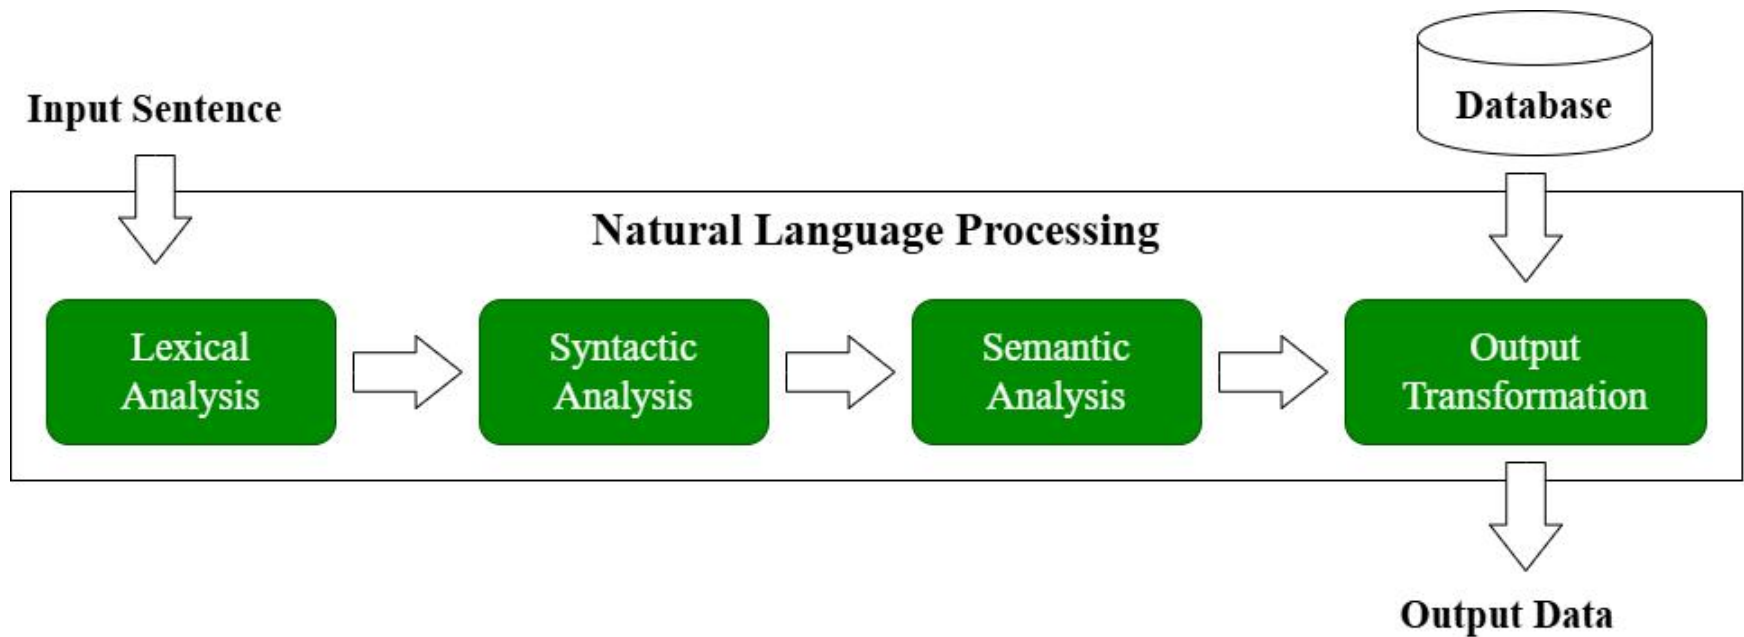 Input Sentence
Database
Natural Language Processing
Lexical
Analysis
Syntactic
Analysis
Semantic
Analysis
Output
Transformation
Output Data